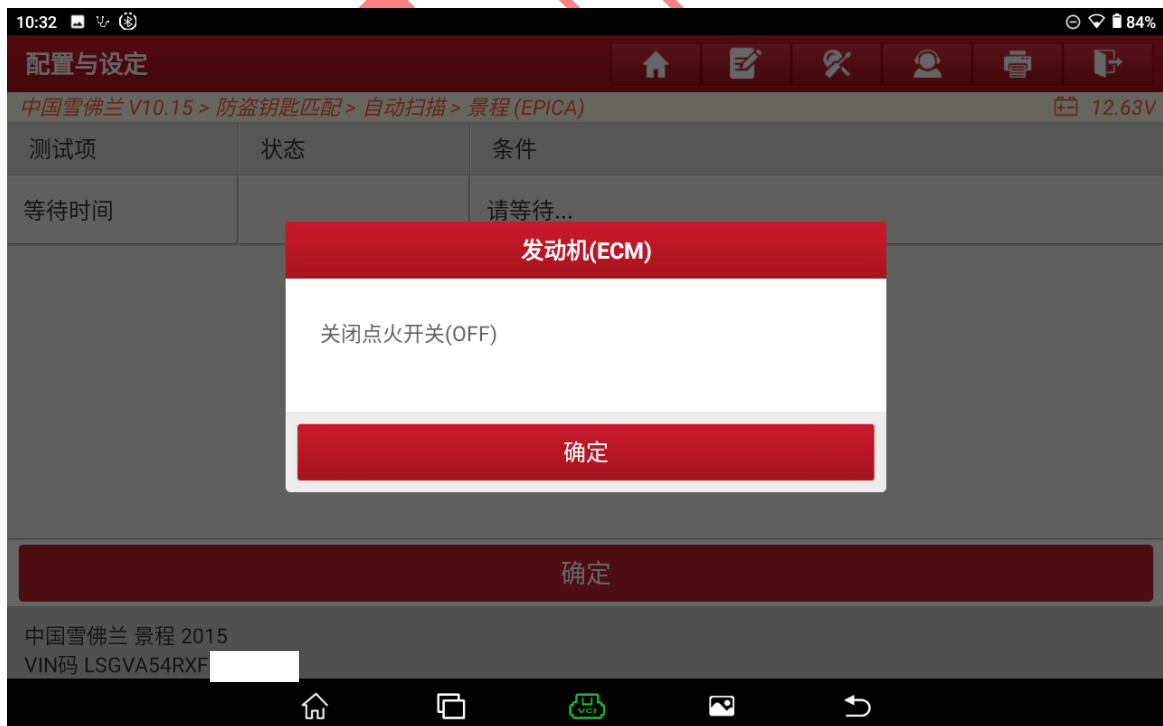 10:32
84%
配置与设定
中国雪佛兰 V10.15 > 防盗钥匙匹配 > 自动扫描 > 景程 (EPICA)
12.63V
测试项 状态 条件
等待时间 请等待...
发动机(ECM)
关闭点火开关(OFF)
确定
确定
中国雪佛兰 景程 2015
VIN码 LSGVA54RXF
VCI